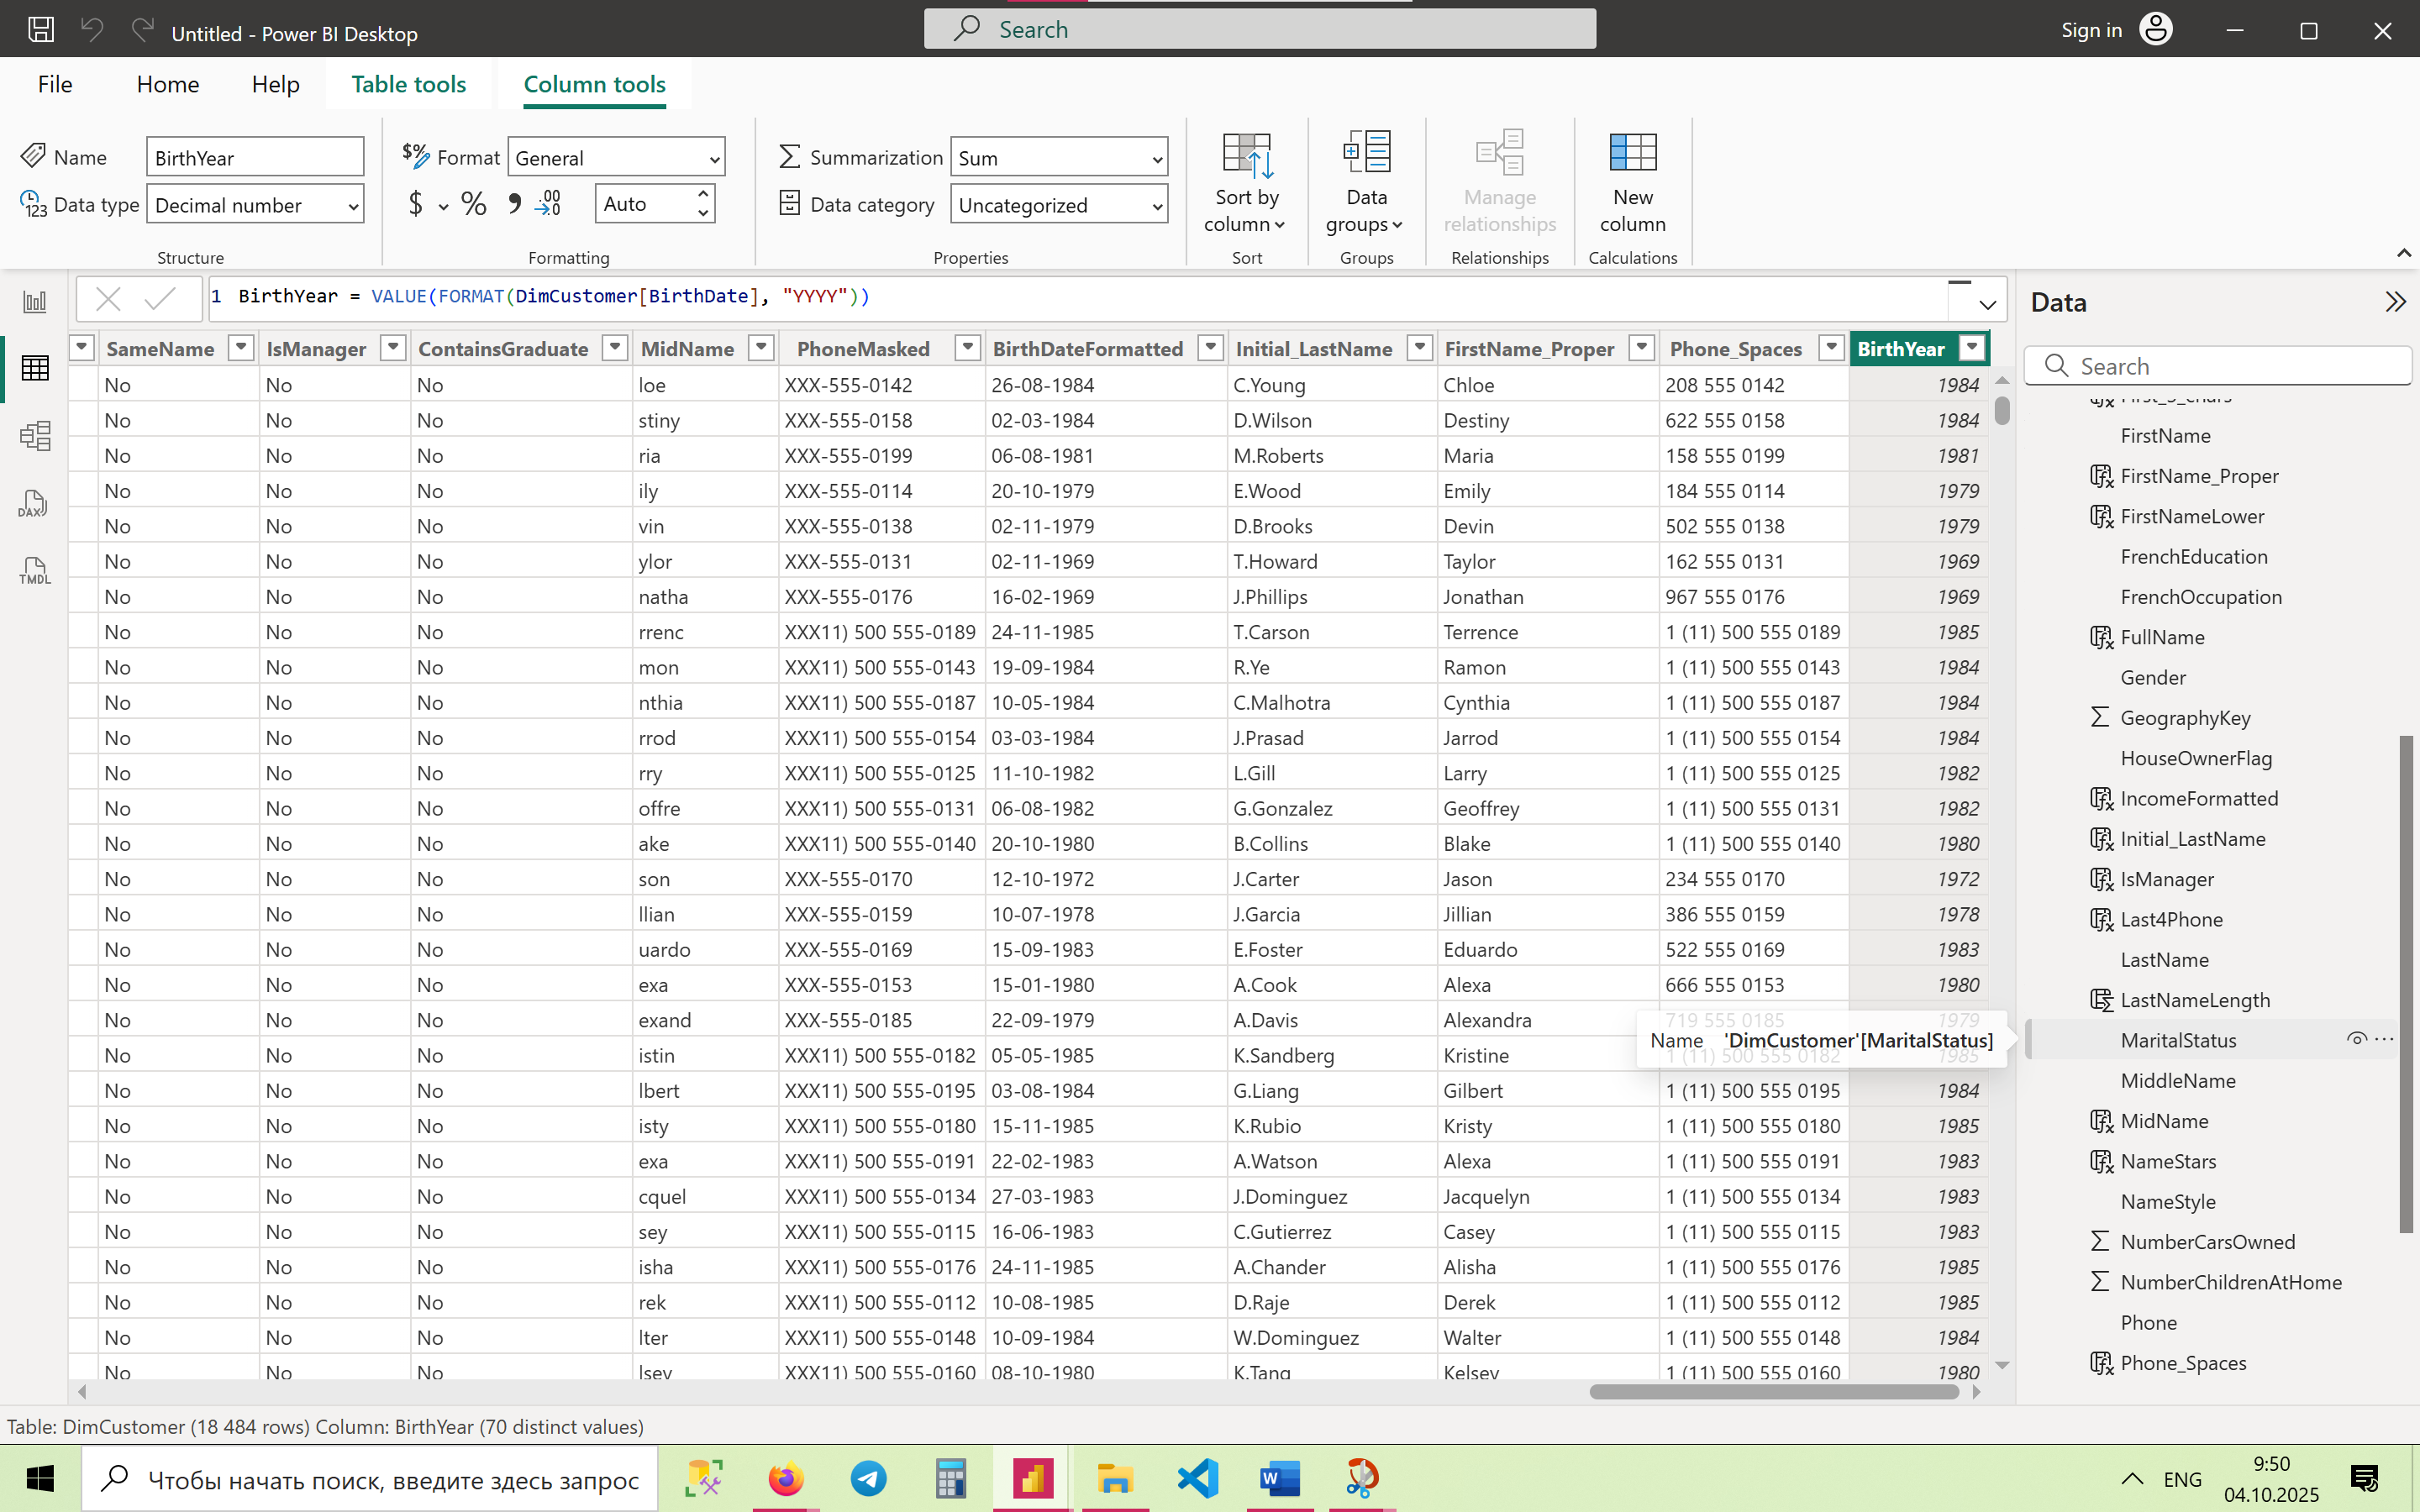 Untitled - Power BI Desktop
Search
Sign in
File Home Help Table tools Column tools
Name BirthYear
Data type Decimal number
Structure
Format General
$ % Auto
Formatting
Summarization Sum
Data category Uncategorized
Properties
Sort by column
Sort
Data groups
Groups
Manage relationships
Relationships
New column
Calculations
1 BirthYear = VALUE(FORMAT(DimCustomer[BirthDate], "YYYY"))
SameName IsManager ContainsGraduate MidName PhoneMasked BirthDateFormatted Initial_LastName FirstName_Proper Phone_Spaces BirthYear
No No No loe XXX-555-0142 26-08-1984 C.Young Chloe 208 555 0142 1984
No No No stiny XXX-555-0158 02-03-1984 D.Wilson Destiny 622 555 0158 1984
No No No ria XXX-555-0199 06-08-1981 M.Roberts Maria 158 555 0199 1981
No No No ily XXX-555-0114 20-10-1979 E.Wood Emily 184 555 0114 1979
No No No vin XXX-555-0138 02-11-1979 D.Brooks Devin 502 555 0138 1979
No No No ylor XXX-555-0131 02-11-1969 T.Howard Taylor 162 555 0131 1969
No No No natha XXX-555-0176 16-02-1969 J.Phillips Jonathan 967 555 0176 1969
No No No rrenc XXX11) 500 555-0189 24-11-1985 T.Carson Terrence 1 (11) 500 555 0189 1985
No No No mon XXX11) 500 555-0143 19-09-1984 R.Ye Ramon 1 (11) 500 555 0143 1984
No No No nthia XXX11) 500 555-0187 10-05-1984 C.Malhotra Cynthia 1 (11) 500 555 0187 1984
No No No rrod XXX11) 500 555-0154 03-03-1984 J.Prasad Jarrod 1 (11) 500 555 0154 1984
No No No rry XXX11) 500 555-0125 11-10-1982 L.Gill Larry 1 (11) 500 555 0125 1982
No No No offre XXX11) 500 555-0131 06-08-1982 G.Gonzalez Geoffrey 1 (11) 500 555 0131 1982
No No No ake XXX11) 500 555-0140 20-10-1980 B.Collins Blake 1 (11) 500 555 0140 1980
No No No son XXX-555-0170 12-10-1972 J.Carter Jason 234 555 0170 1972
No No No llian XXX-555-0159 10-07-1978 J.Garcia Jillian 386 555 0159 1978
No No No uardo XXX-555-0169 15-09-1983 E.Foster Eduardo 522 555 0169 1983
No No No exa XXX-555-0153 15-01-1980 A.Cook Alexa 666 555 0153 1980
No No No exand XXX-555-0185 22-09-1979 A.Davis Alexandra 719 555 0185 1979
No No No istin XXX11) 500 555-0182 05-05-1985 K.Sandberg Kristine 1 (11) 500 555 0182 1985
No No No lbert XXX11) 500 555-0195 03-08-1984 G.Liang Gilbert 1 (11) 500 555 0195 1984
No No No isty XXX11) 500 555-0180 15-11-1985 K.Rubio Kristy 1 (11) 500 555 0180 1985
No No No exa XXX11) 500 555-0191 22-02-1983 A.Watson Alexa 1 (11) 500 555 0191 1983
No No No cquel XXX11) 500 555-0134 27-03-1983 J.Dominguez Jacquelyn 1 (11) 500 555 0134 1983
No No No sey XXX11) 500 555-0115 16-06-1983 C.Gutierrez Casey 1 (11) 500 555 0115 1983
No No No isha XXX11) 500 555-0176 24-11-1985 A.Chander Alisha 1 (11) 500 555 0176 1985
No No No rek XXX11) 500 555-0112 10-08-1985 D.Raje Derek 1 (11) 500 555 0112 1985
No No No lter XXX11) 500 555-0148 10-09-1984 W.Dominguez Walter 1 (11) 500 555 0148 1984
No No No lsey XXX11) 500 555-0160 08-10-1980 K.Tang Kelsey 1 (11) 500 555 0160 1980
Name 'DimCustomer'[MaritalStatus]
DAX
TMDL
Data
Search
FirstName
FirstName_Proper
FirstNameLower
FrenchEducation
FrenchOccupation
FullName
Gender
GeographyKey
HouseOwnerFlag
IncomeFormatted
Initial_LastName
IsManager
Last4Phone
LastName
LastNameLength
MaritalStatus
MiddleName
MidName
NameStars
NameStyle
NumberCarsOwned
NumberChildrenAtHome
Phone
Phone_Spaces
Table: DimCustomer (18 484 rows) Column: BirthYear (70 distinct values)
Чтобы начать поиск, введите здесь запрос
ENG
9:50
04.10.2025